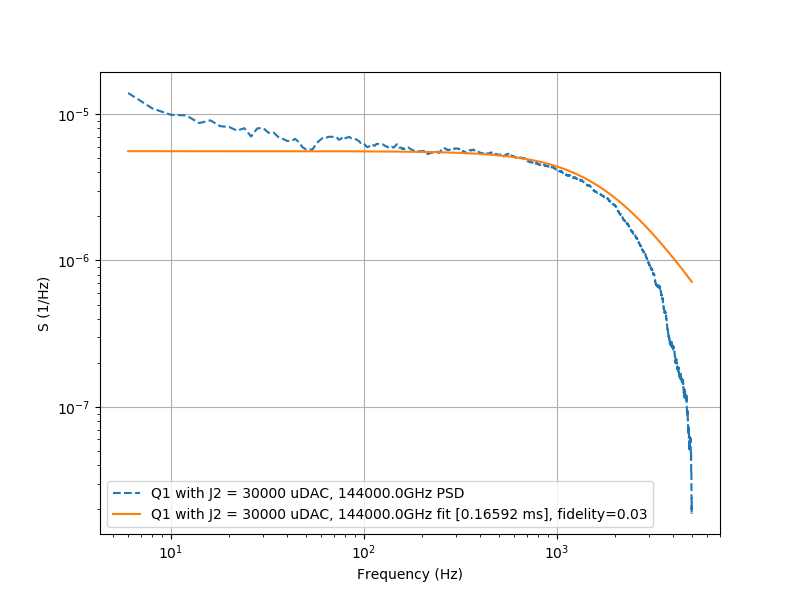 10⁻⁵
10⁻⁶
10⁻⁷
S (1/Hz)
Q1 with J2 = 30000 uDAC, 144000.0GHz PSD
Q1 with J2 = 30000 uDAC, 144000.0GHz fit [0.16592 ms], fidelity=0.03
10¹ 10² 10³
Frequency (Hz)